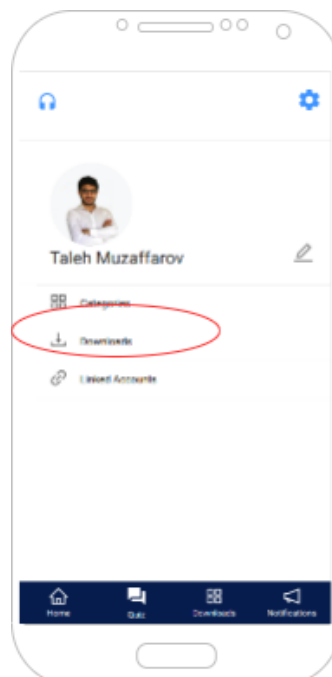 Taleh Muzaffarov
Categories
Downloads
Linked Accounts
Home
Quiz
Downloads
Notifications